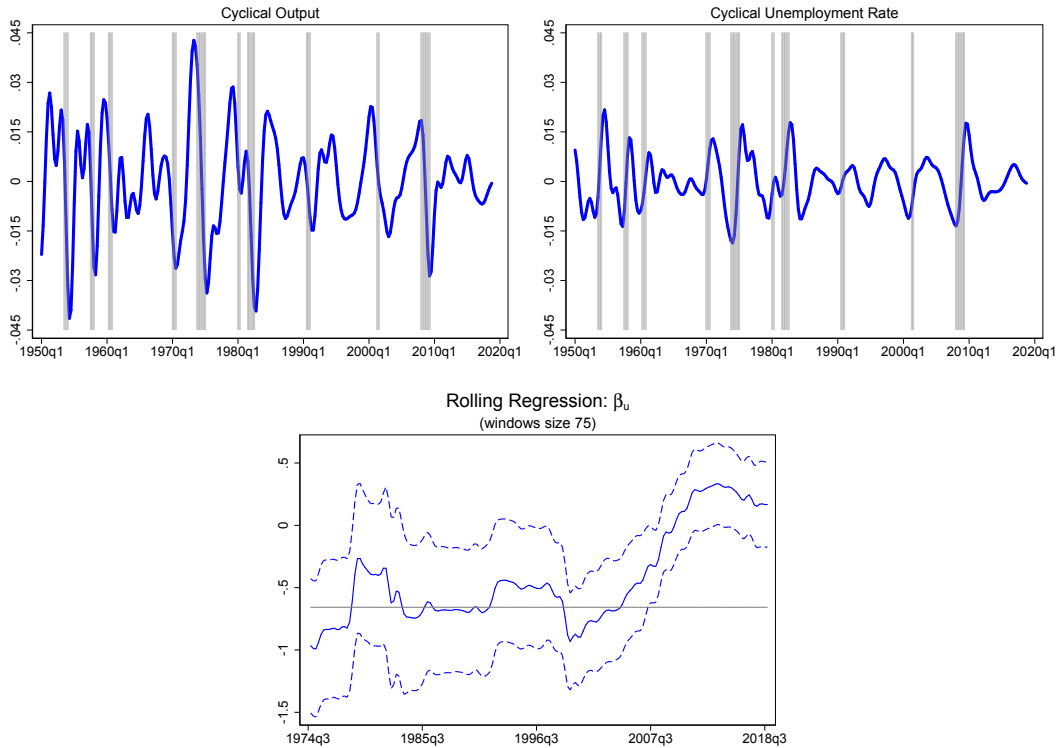 Cyclical Output
.045
.03
.015
0
-.015
-.03
-.045
1950q1 1960q1 1970q1 1980q1 1990q1 2000q1 2010q1 2020q1
Cyclical Unemployment Rate
.045
.03
.015
0
-.015
-.03
-.045
1950q1 1960q1 1970q1 1980q1 1990q1 2000q1 2010q1 2020q1
Rolling Regression: βu
(windows size 75)
.5
0
-.5
-1
-1.5
1974q3 1985q3 1996q3 2007q3 2018q3